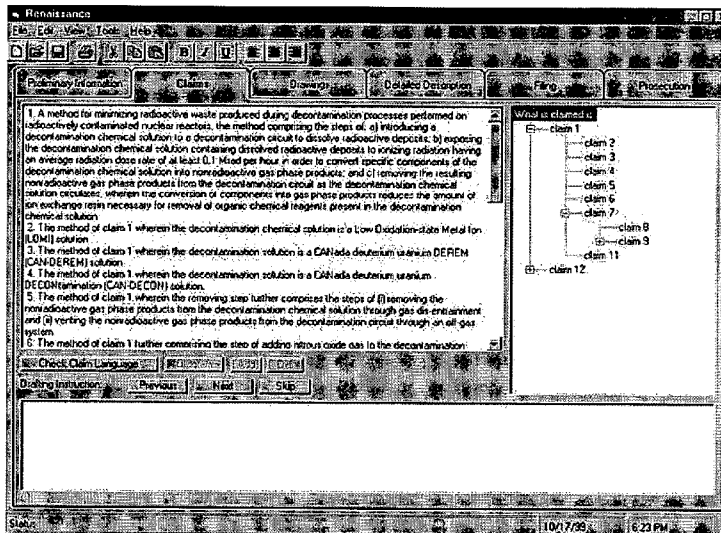 Renaissance
File Edit View Tools Help
B I U
Preliminary Information Claims Drawings Detailed Description Filing Prosecution
1. A method for minimizing radioactive waste produced during decontamination processes performed on
radioactively contaminated nuclear reactors, the method comprising the steps of: a) introducing a
decontamination chemical solution to a decontamination circuit to dissolve radioactive deposits; b) exposing
the decontamination chemical solution containing dissolved radioactive deposits to ionizing radiation having
an average radiation dose rate of at least 0.1 Mrad per hour in order to convert specific components of the
decontamination chemical solution into nonradioactive gas phase products; and c) removing the resulting
nonradioactive gas phase products from the decontamination circuit as the decontamination chemical
solution circulates, wherein the conversion of components into gas phase products reduces the amount of
ion exchange resin necessary for removal of organic chemical reagents present in the decontamination
chemical solution.
2. The method of claim 1 wherein the decontamination chemical solution is a Low Oxidation-state Metal Ion
(LOMI) solution.
3. The method of claim 1 wherein the decontamination solution is a CANada deuterium uranium DEREM
(CAN-DEREM) solution.
4. The method of claim 1 wherein the decontamination solution is a CANada deuterium uranium
DECONtamination (CAN-DECON) solution.
5. The method of claim 1 wherein the removing step further comprises the steps of (i) removing the
nonradioactive gas phase products from the decontamination chemical solution through gas dis-entrainment
and (ii) venting the nonradioactive gas phase products from the decontamination circuit through an off-gas
system.
6. The method of claim 1 further comprising the step of adding nitrous oxide gas to the decontamination
What is claimed is:
claim 1
claim 2
claim 3
claim 4
claim 5
claim 6
claim 7
claim 8
claim 9
claim 11
claim 12
Check Claim Language
Drafting Instruction: Previous Next Skip
Status 10/17/99 6:23 PM